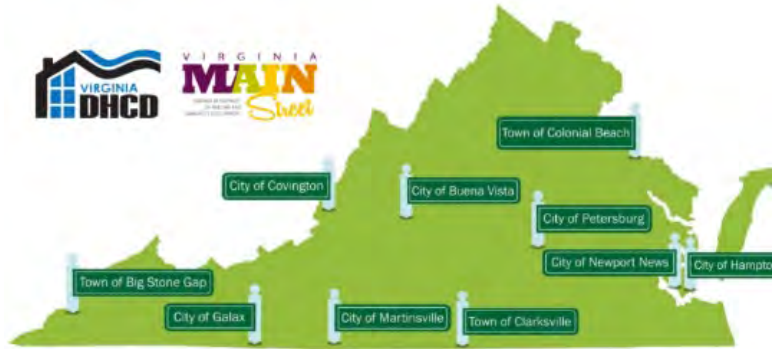 VIRGINIA
DHCD
VIRGINIA
MAIN
Street
Town of Colonial Beach
City of Covington
City of Buena Vista
City of Petersburg
City of Newport News
City of Hampto
Town of Big Stone Gap
City of Galax
City of Martinsville
Town of Clarksville